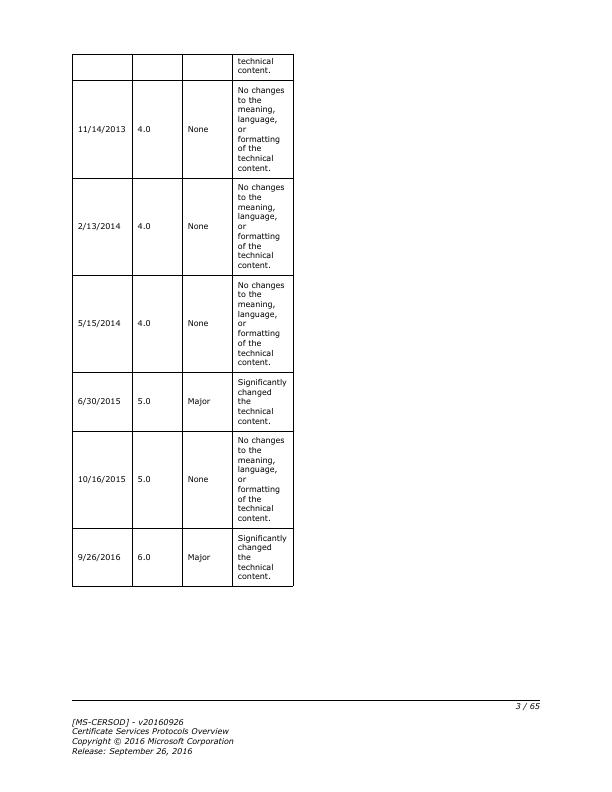 technical
content.
11/14/2013 4.0 None
No changes
to the
meaning,
language,
or
formatting
of the
technical
content.
2/13/2014 4.0 None
No changes
to the
meaning,
language,
or
formatting
of the
technical
content.
5/15/2014 4.0 None
No changes
to the
meaning,
language,
or
formatting
of the
technical
content.
6/30/2015 5.0 Major
Significantly
changed
the
technical
content.
10/16/2015 5.0 None
No changes
to the
meaning,
language,
or
formatting
of the
technical
content.
9/26/2016 6.0 Major
Significantly
changed
the
technical
content.
3 / 65
[MS-CERSOD] - v20160926
Certificate Services Protocols Overview
Copyright © 2016 Microsoft Corporation
Release: September 26, 2016